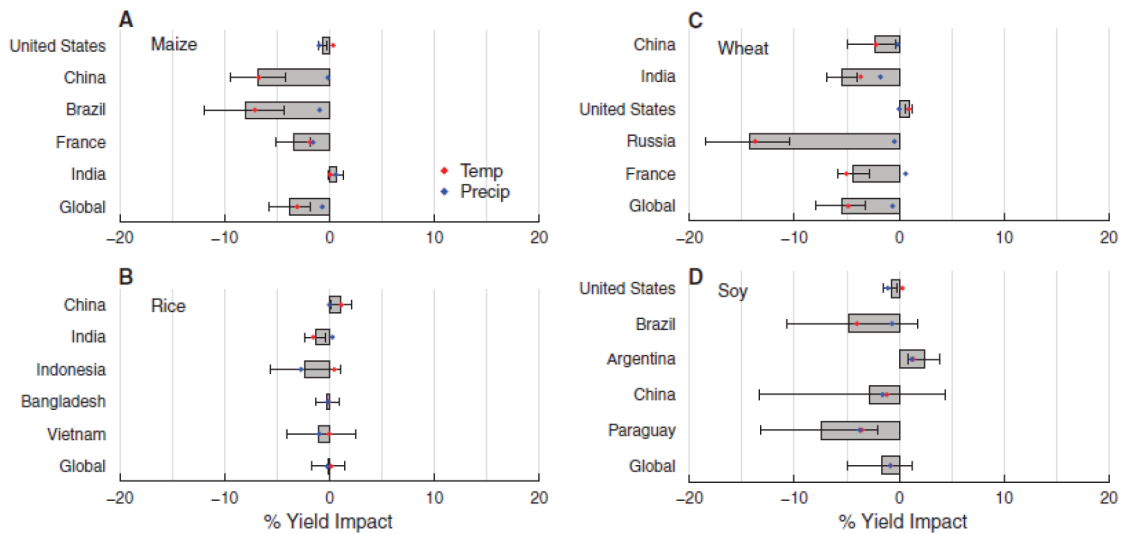 A
Maize
United States
China
Brazil
France
India
Global
Temp
Precip
−20 −10 0 10 20
B
Rice
China
India
Indonesia
Bangladesh
Vietnam
Global
−20 −10 0 10 20
% Yield Impact
C
Wheat
China
India
United States
Russia
France
Global
−20 −10 0 10 20
D
Soy
United States
Brazil
Argentina
China
Paraguay
Global
−20 −10 0 10 20
% Yield Impact